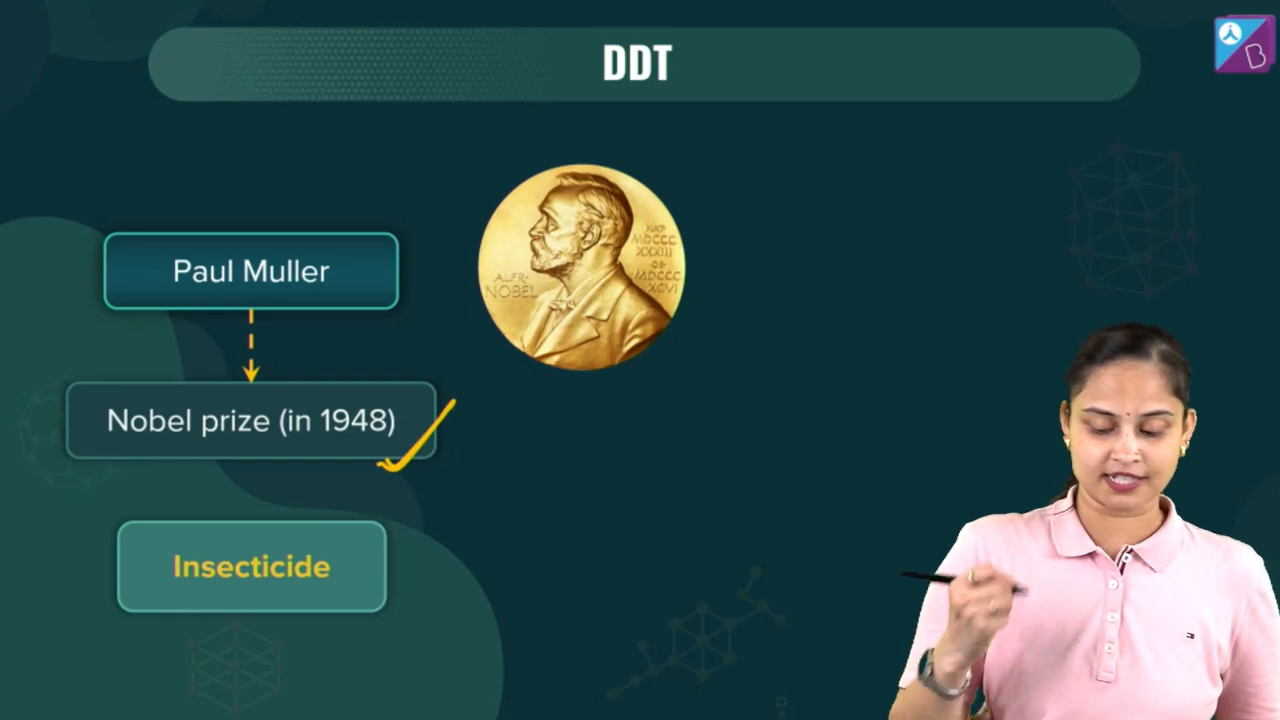 DDT
Paul Muller
Nobel prize (in 1948)
Insecticide
ALFR·
NOBEL
NAT·
MDCCC
XXXIII
OB·
MDCCC
XCVI
B